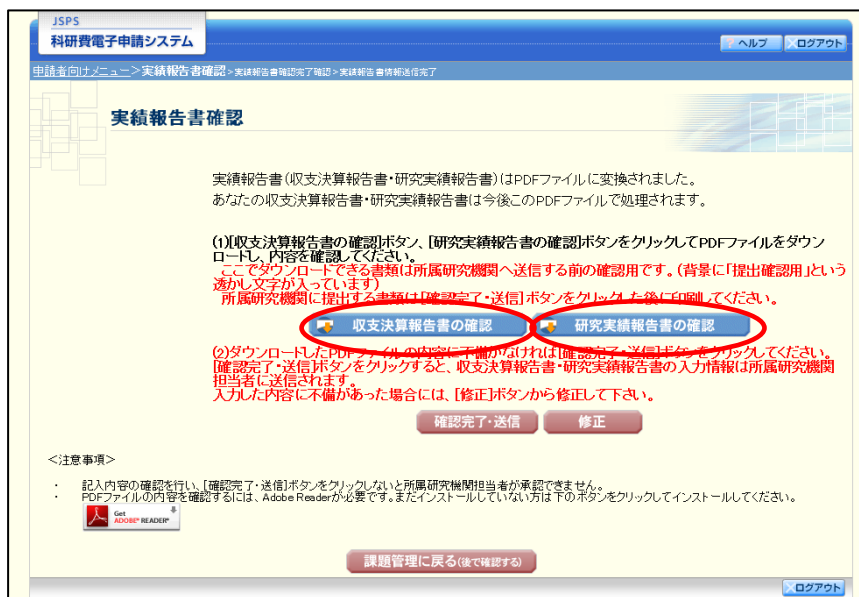 JSPS
科研費電子申請システム
? ヘルプ
ログアウト
申請者向けメニュー>実績報告書確認>実績報告書確認完了確認>実績報告書情報送信完了
実績報告書確認
実績報告書(収支決算報告書・研究実績報告書)はPDFファイルに変換されました。
あなたの収支決算報告書・研究実績報告書は今後このPDFファイルで処理されます。
(1)[収支決算報告書の確認]ボタン、[研究実績報告書の確認]ボタンをクリックしてPDFファイルをダウン
ロードし、内容を確認してください。
ここでダウンロードできる書類は所属研究機関へ送信する前の確認用です。(背景に「提出確認用」という
透かし文字が入っています)
所属研究機関に提出する書類は[確認完了・送信]ボタンをクリックした後に印刷してください。
収支決算報告書の確認
研究実績報告書の確認
(2)ダウンロードしたPDFファイルの内容に不備がなければ[確認完了・送信]ボタンをクリックしてください。
[確認完了・送信]ボタンをクリックすると、収支決算報告書・研究実績報告書の入力情報は所属研究機関
担当者に送信されます。
入力した内容に不備があった場合には、[修正]ボタンから修正して下さい。
確認完了・送信
修正
<注意事項>
・ 記入内容の確認を行い、[確認完了・送信]ボタンをクリックしないと所属研究機関担当者が承認できません。
・ PDFファイルの内容を確認するには、Adobe Readerが必要です。まだインストールしていない方は下のボタンをクリックしてインストールしてください。
Get
ADOBE® READER®
課題管理に戻る(後で確認する)
ログアウト